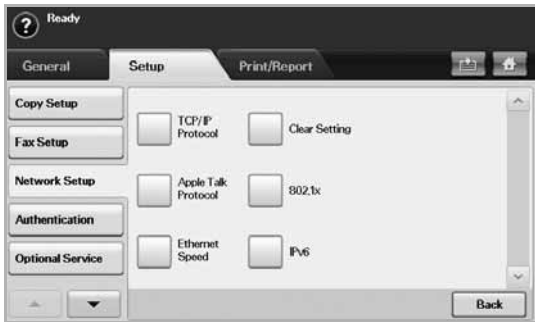 ?
Ready
General Setup Print/Report
Copy Setup
Fax Setup
Network Setup
Authentication
Optional Service
TCP/IP
Protocol
Clear Setting
Apple Talk
Protocol
802.1x
Ethernet
Speed
IPv6
Back